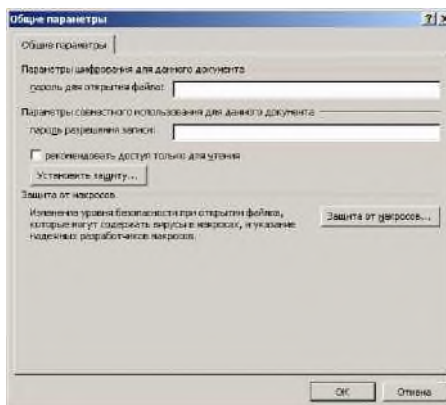 Общие параметры
Общие параметры
Параметры шифрования для данного документа
пароль для открытия файла:
Параметры совместного использования для данного документа
пароль разрешения записи:
рекомендовать доступ только для чтения
Установить защиту...
Защита от макросов
Изменение уровня безопасности при открытии файлов,
которые могут содержать вирусы в макросах, и указание
надежных разработчиков макросов.
Защита от макросов...
ОК
Отмена